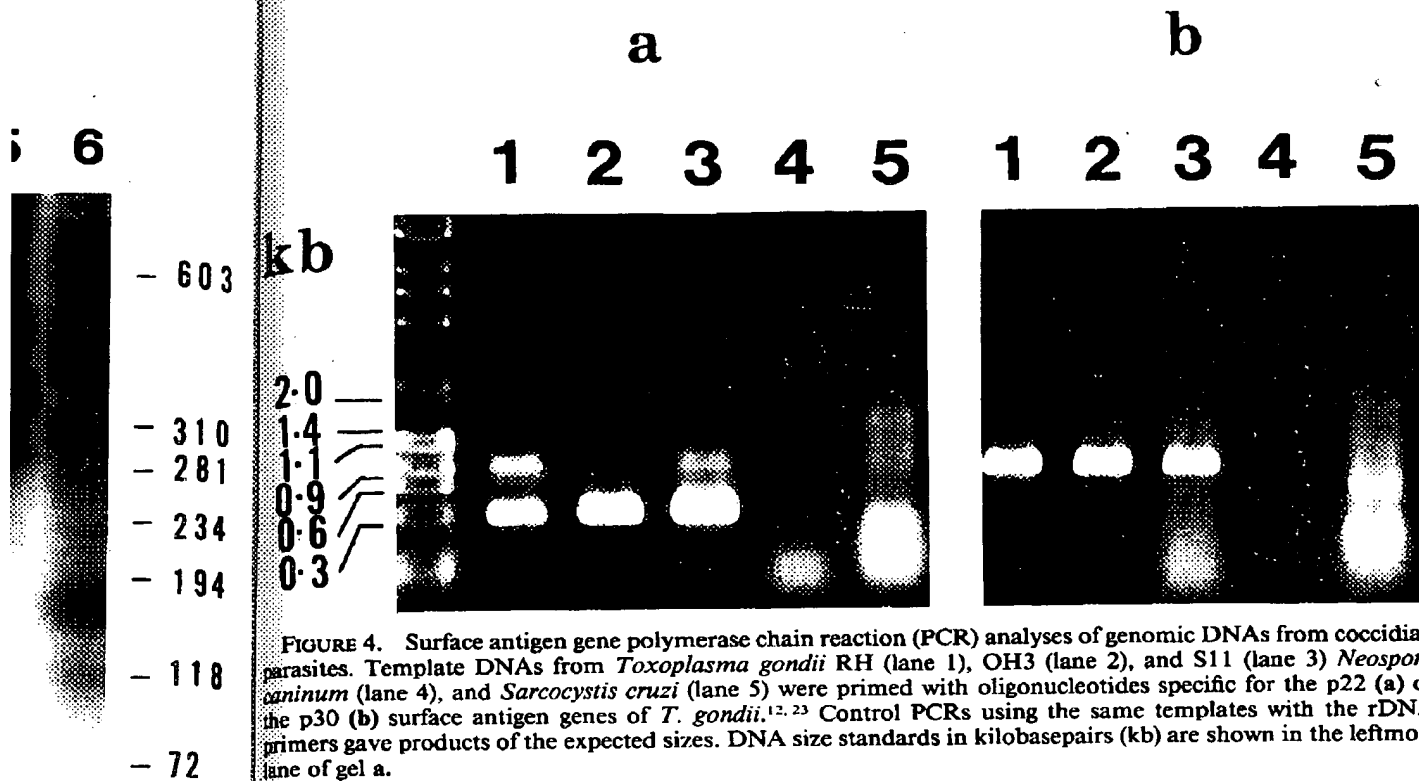 a b
6
1 2 3 4 5 1 2 3 4 5
kb
– 603
2·0
1·4
1·1
0·9
0·6
0·3
– 310
– 281
– 234
– 194
– 118
– 72
FIGURE 4. Surface antigen gene polymerase chain reaction (PCR) analyses of genomic DNAs from
parasites. Template DNAs from Toxoplasma gondii RH (lane 1), OH3 (lane 2), and S11 (lane 3)
caninum (lane 4), and Sarcocystis cruzi (lane 5) were primed with oligonucleotides specific for the p22 (a)
the p30 (b) surface antigen genes of T. gondii.12, 23 Control PCRs using the same templates with the
primers gave products of the expected sizes. DNA size standards in kilobasepairs (kb) are shown in the
lane of gel a.